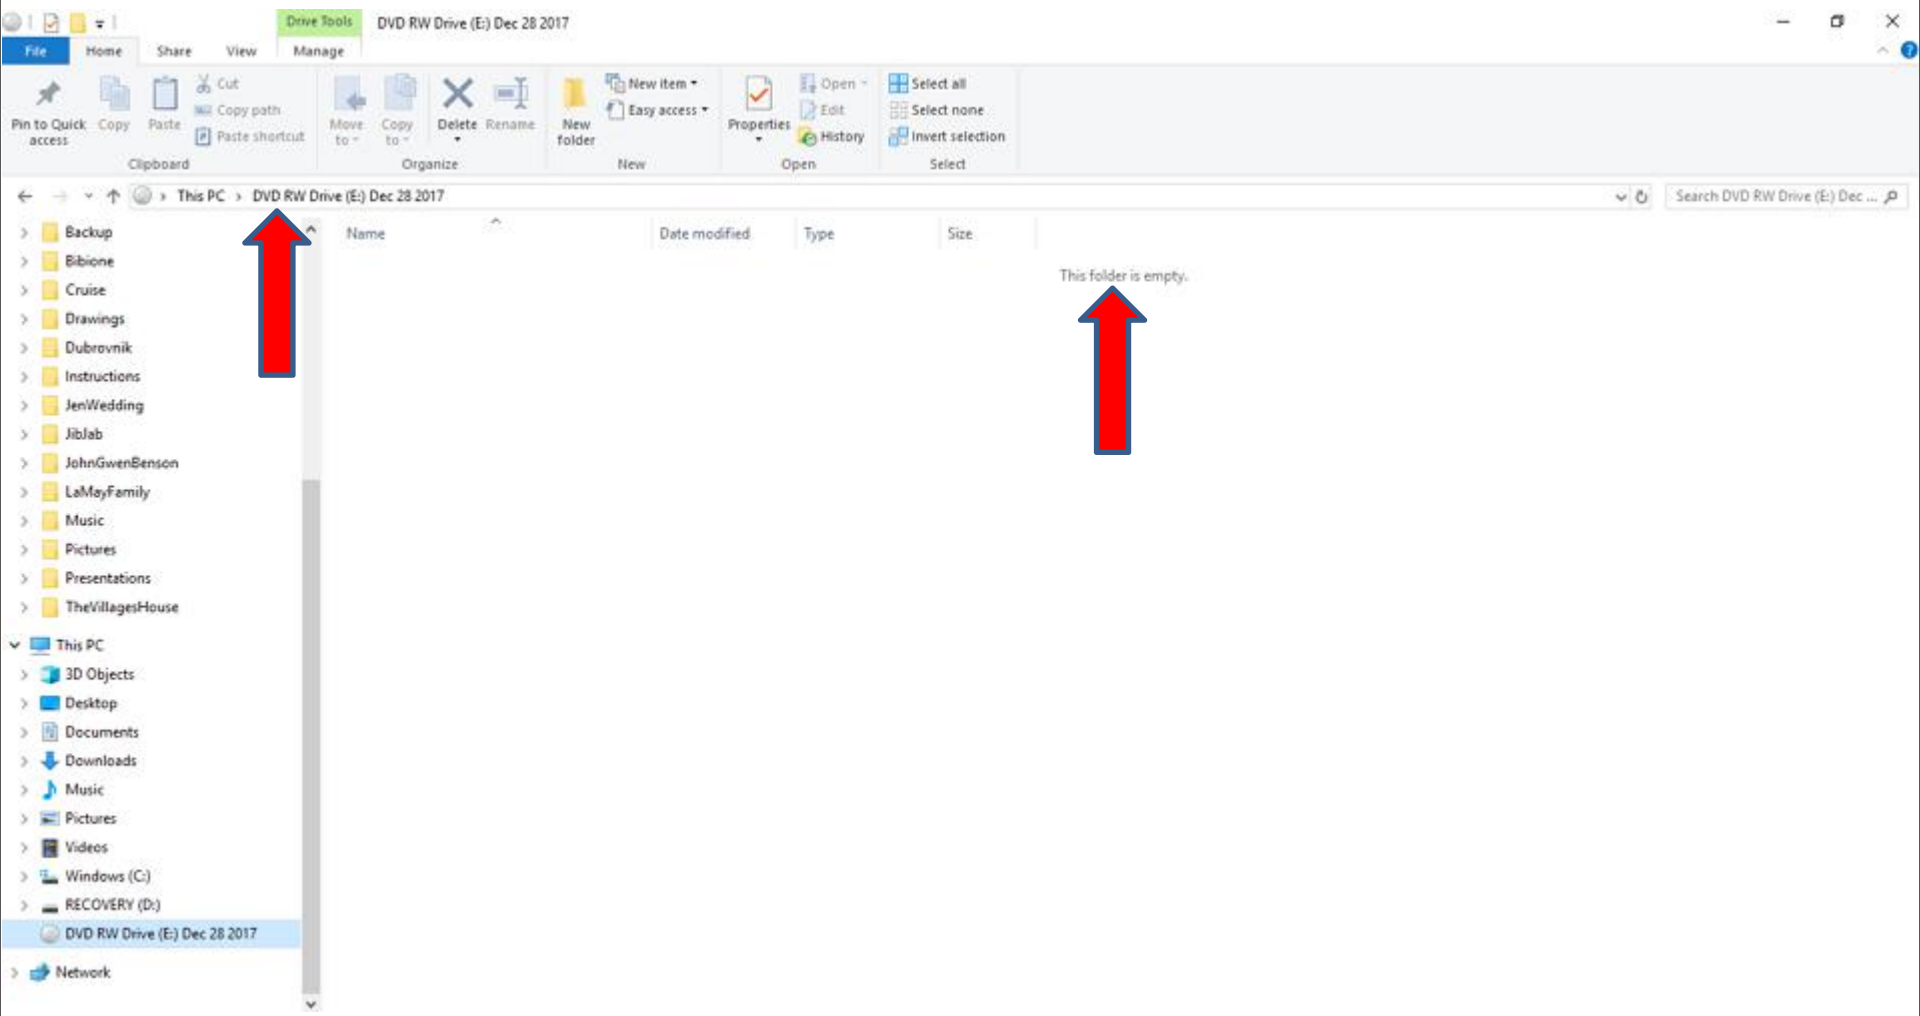 Drive Tools DVD RW Drive (E:) Dec 28 2017
File Home Share View Manage
Pin to Quick access
Copy
Paste
Cut
Copy path
Paste shortcut
Clipboard
Move to
Copy to
Delete
Rename
Organize
New folder
New item
Easy access
New
Properties
Open
Edit
History
Open
Select all
Select none
Invert selection
Select
This PC DVD RW Drive (E:) Dec 28 2017
Search DVD RW Drive (E:) Dec ...
Backup
Bibione
Cruise
Drawings
Dubrovnik
Instructions
JenWedding
JibJab
JohnGwenBenson
LaMayFamily
Music
Pictures
Presentations
TheVillagesHouse
This PC
3D Objects
Desktop
Documents
Downloads
Music
Pictures
Videos
Windows (C:)
RECOVERY (D:)
DVD RW Drive (E:) Dec 28 2017
Network
Name Date modified Type Size
This folder is empty.